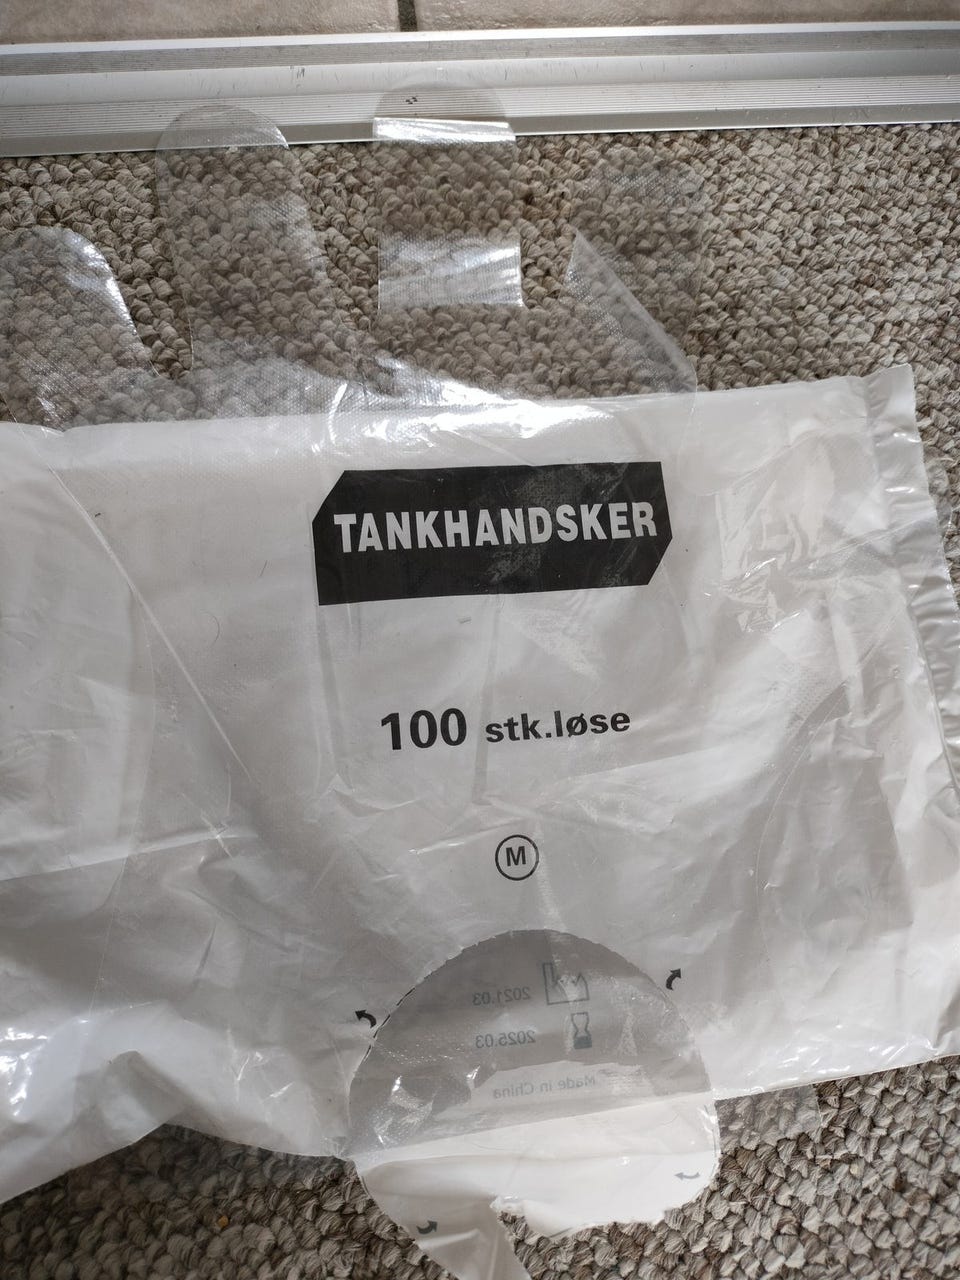 TANKHANDSKER
100 stk.løse
M
2021.03
2025.03
Made in China